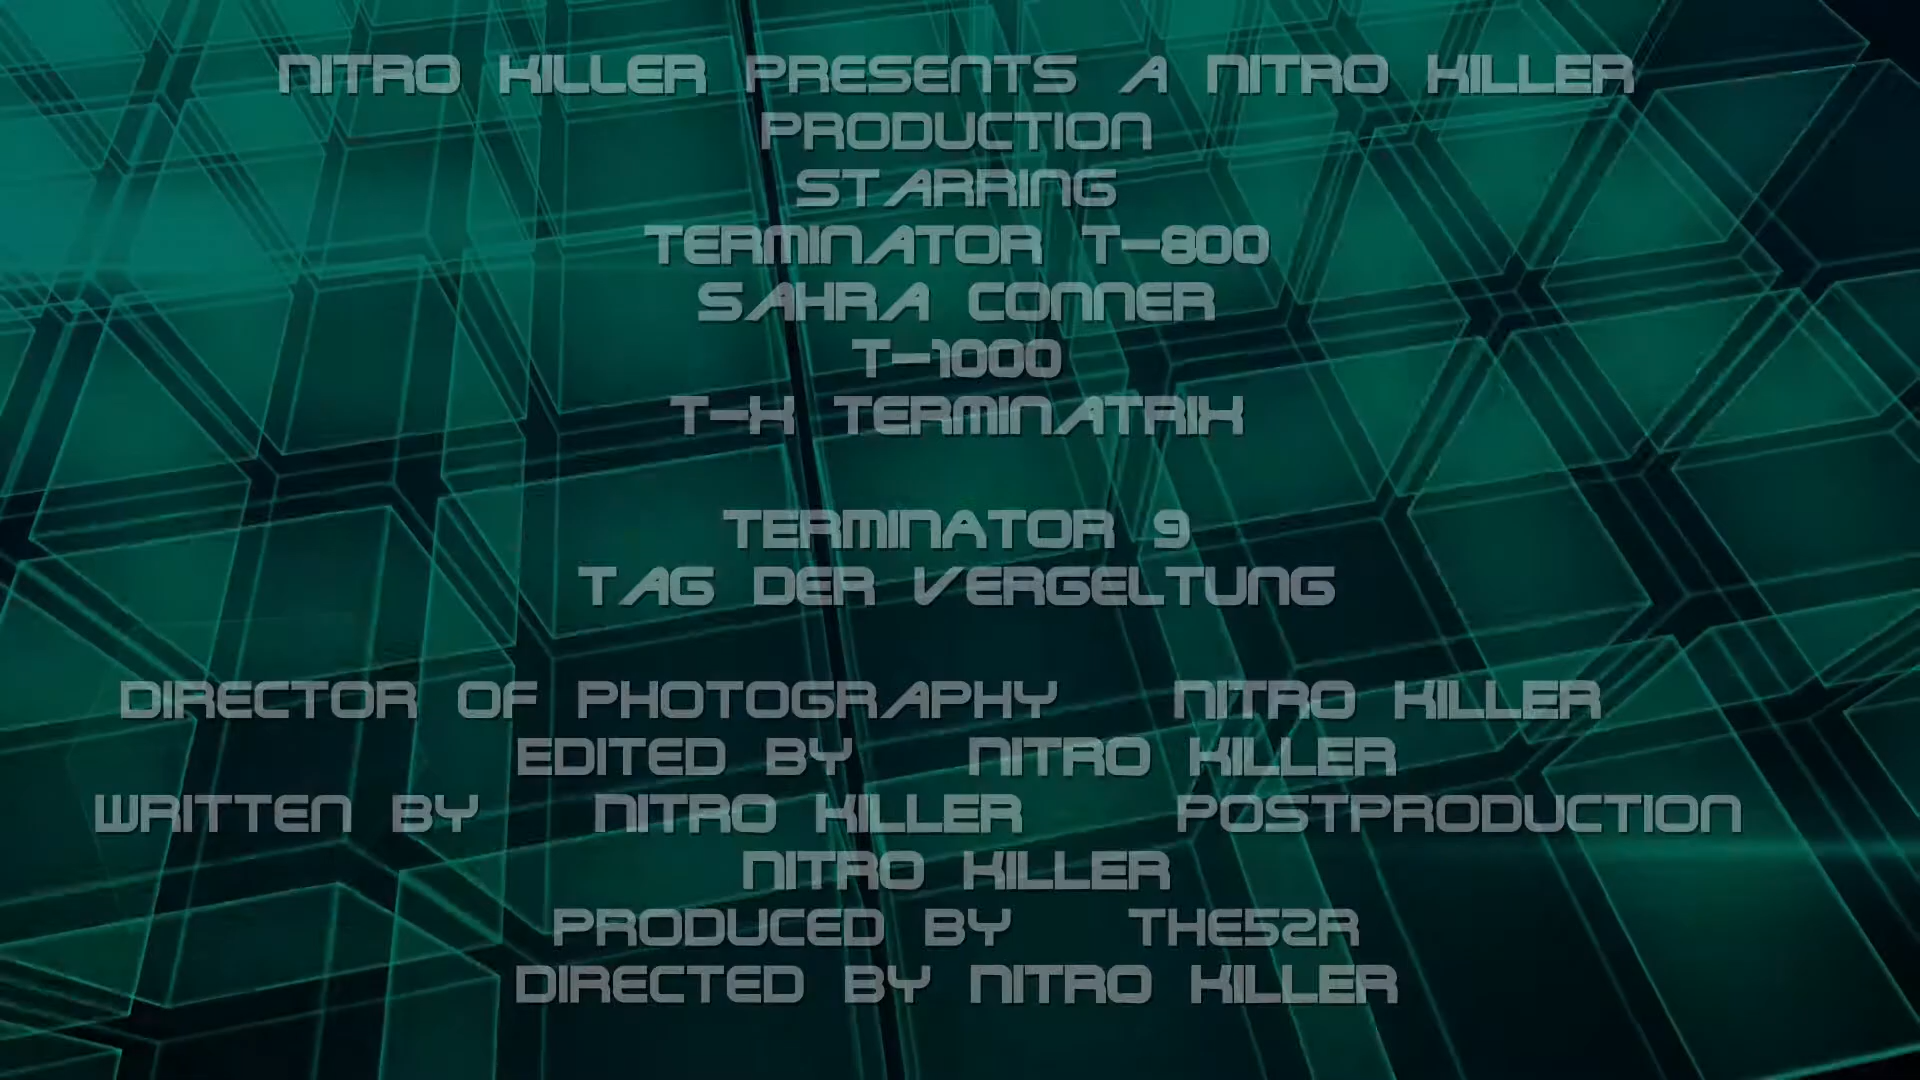 NITRO KILLER PRESENTS A NITRO KILLER
PRODUCTION
STARRING
TERMINATOR T-800
SAHRA CONNER
T-1000
T-X TERMINATRIX
TERMINATOR 9
TAG DER VERGELTUNG
DIRECTOR OF PHOTOGRAPHY NITRO KILLER
EDITED BY NITRO KILLER
WRITTEN BY NITRO KILLER POSTPRODUCTION
NITRO KILLER
PRODUCED BY THE52R
DIRECTED BY NITRO KILLER